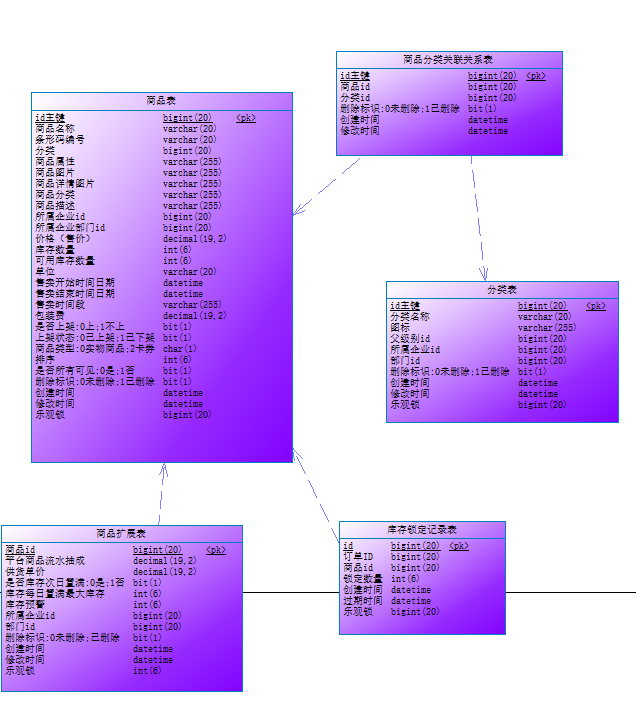 商品分类关联关系表
id主键 bigint(20) <pk>
商品id bigint(20)
分类id bigint(20)
删除标识:0未删除;1已删除 bit(1)
创建时间 datetime
修改时间 datetime
商品表
id主键 bigint(20) <pk>
商品名称 varchar(20)
条形码编号 varchar(20)
分类 bigint(20)
商品属性 varchar(255)
商品图片 varchar(255)
商品详情图片 varchar(255)
商品分类 varchar(255)
商品描述 varchar(255)
所属企业id bigint(20)
所属企业部门id bigint(20)
价格（售价） decimal(19,2)
库存数量 int(6)
可用库存数量 int(6)
单位 varchar(20)
售卖开始时间日期 datetime
售卖结束时间日期 datetime
售卖时间段 varchar(255)
包装费 decimal(19,2)
是否上架:0上;1不上 bit(1)
上架状态:0已上架;1已下架 bit(1)
商品类型:0实物商品;2卡券 char(1)
排序 int(6)
是否所有可见:0是;1否 bit(1)
删除标识:0未删除;1已删除 bit(1)
创建时间 datetime
修改时间 datetime
乐观锁 bigint(20)
分类表
id主键 bigint(20) <pk>
分类名称 varchar(20)
图标 varchar(255)
父级别id bigint(20)
所属企业id bigint(20)
部门id bigint(20)
删除标识:0未删除;1已删除 bit(1)
创建时间 datetime
修改时间 datetime
乐观锁 bigint(20)
商品扩展表
商品id bigint(20) <pk>
平台商品流水抽成 decimal(19,2)
供货单价 decimal(19,2)
是否库存次日置满:0是;1否 bit(1)
库存每日置满最大库存 int(6)
库存预警 int(6)
所属企业id bigint(20)
部门id bigint(20)
删除标识:0未删除;已删除 bit(1)
创建时间 datetime
修改时间 datetime
乐观锁 int(6)
库存锁定记录表
id bigint(20) <pk>
订单ID bigint(20)
商品id bigint(20)
锁定数量 int(6)
创建时间 datetime
过期时间 datetime
乐观锁 bigint(20)